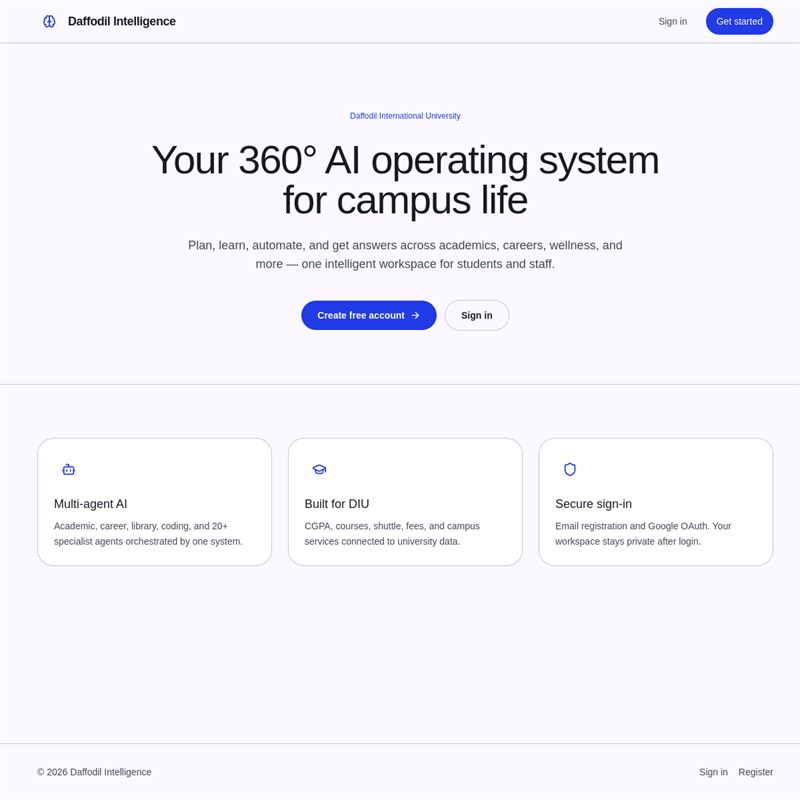 Daffodil Intelligence
Sign in
Get started
Daffodil International University
Your 360° AI operating system
for campus life
Plan, learn, automate, and get answers across academics, careers, wellness, and
more — one intelligent workspace for students and staff.
Create free account
Sign in
Multi-agent AI
Academic, career, library, coding, and 20+
specialist agents orchestrated by one system.
Built for DIU
CGPA, courses, shuttle, fees, and campus
services connected to university data.
Secure sign-in
Email registration and Google OAuth. Your
workspace stays private after login.
© 2026 Daffodil Intelligence
Sign in
Register